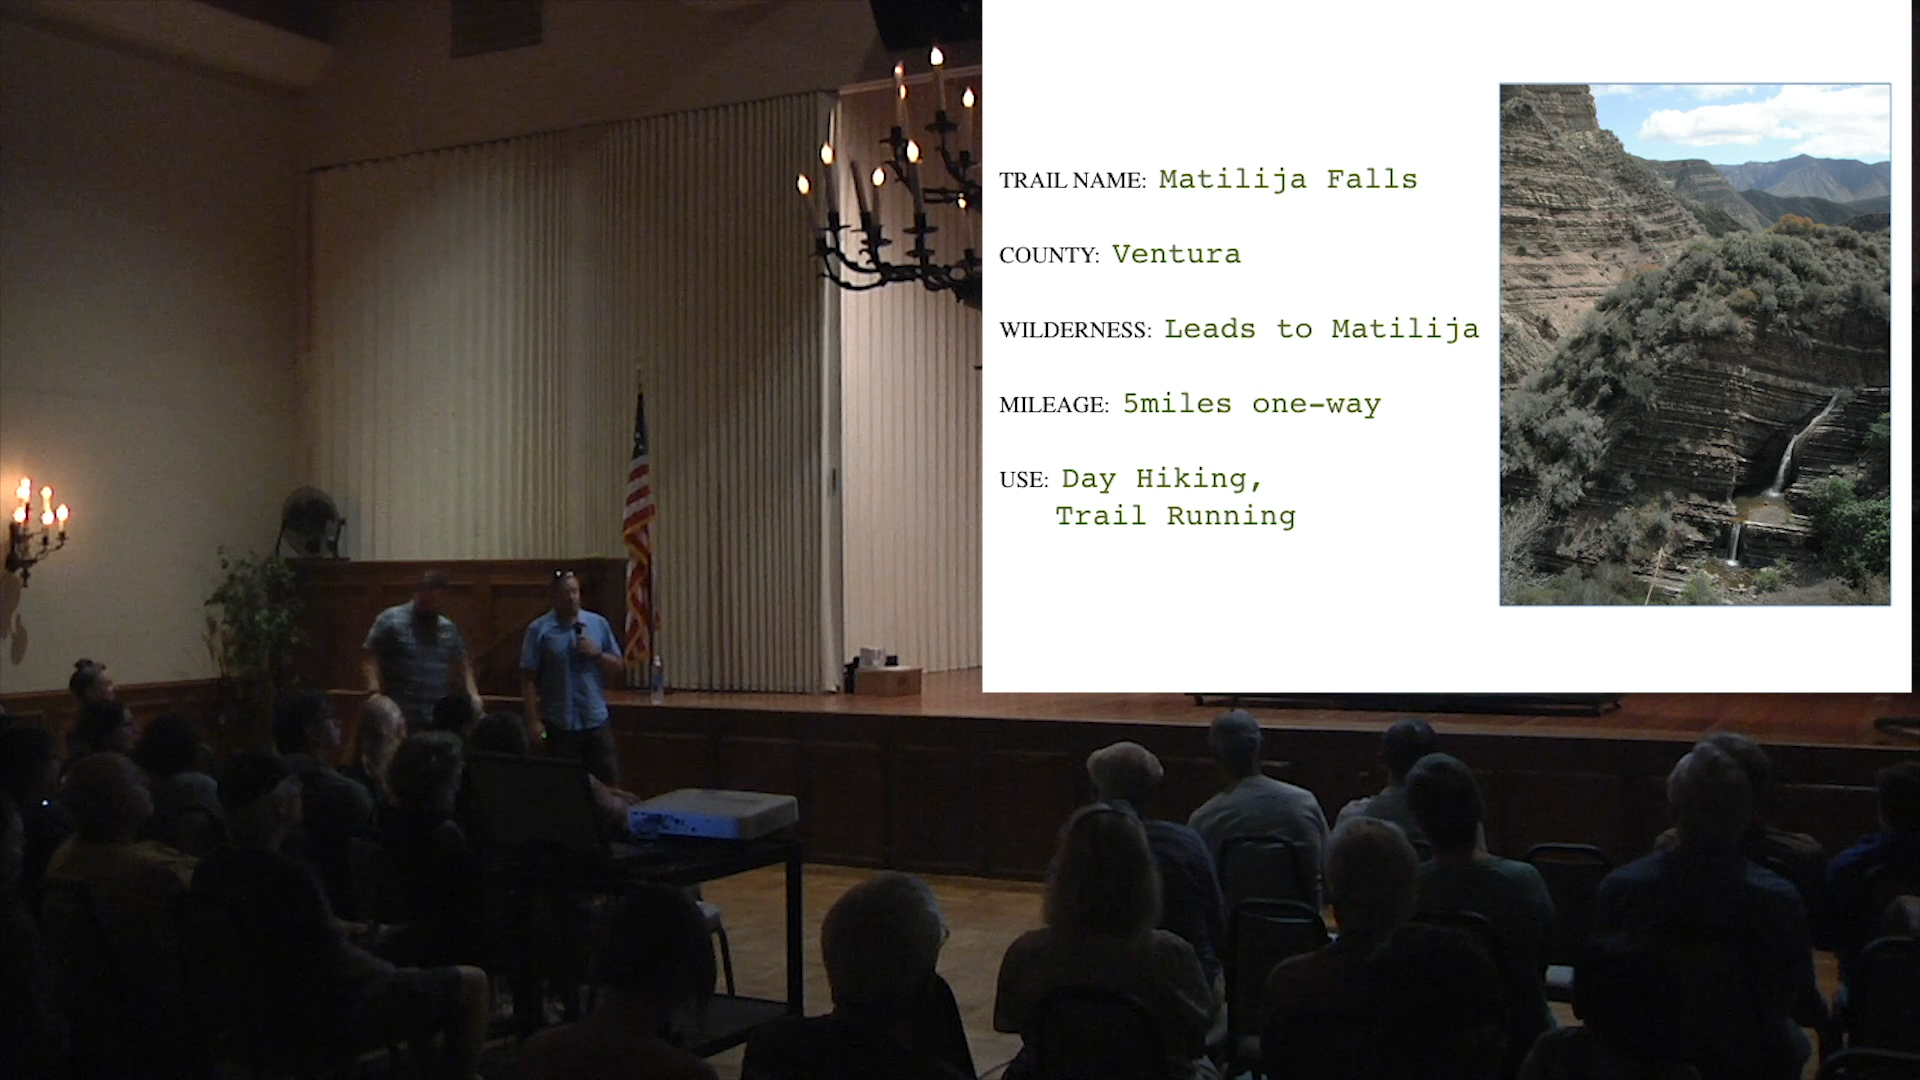 TRAIL NAME: Matilija Falls
COUNTY: Ventura
WILDERNESS: Leads to Matilija
MILEAGE: 5miles one-way
USE: Day Hiking,
Trail Running